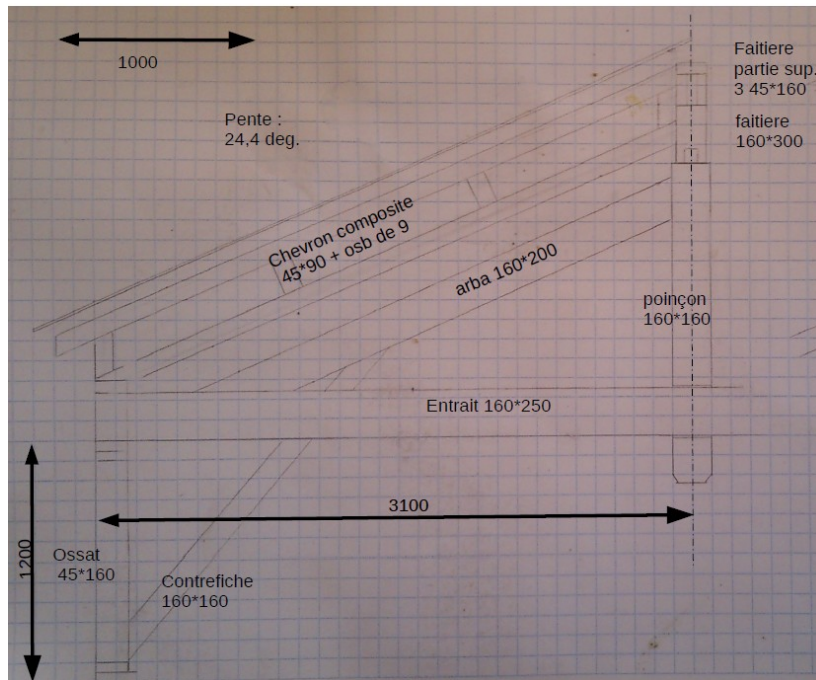 1000
Faitiere
partie sup.
3 45*160
Pente :
24,4 deg.
faitiere
160*300
Chevron composite
45*90 + osb de 9
arba 160*200
poinçon
160*160
Entrait 160*250
3100
1200
Ossat
45*160
Contrefiche
160*160